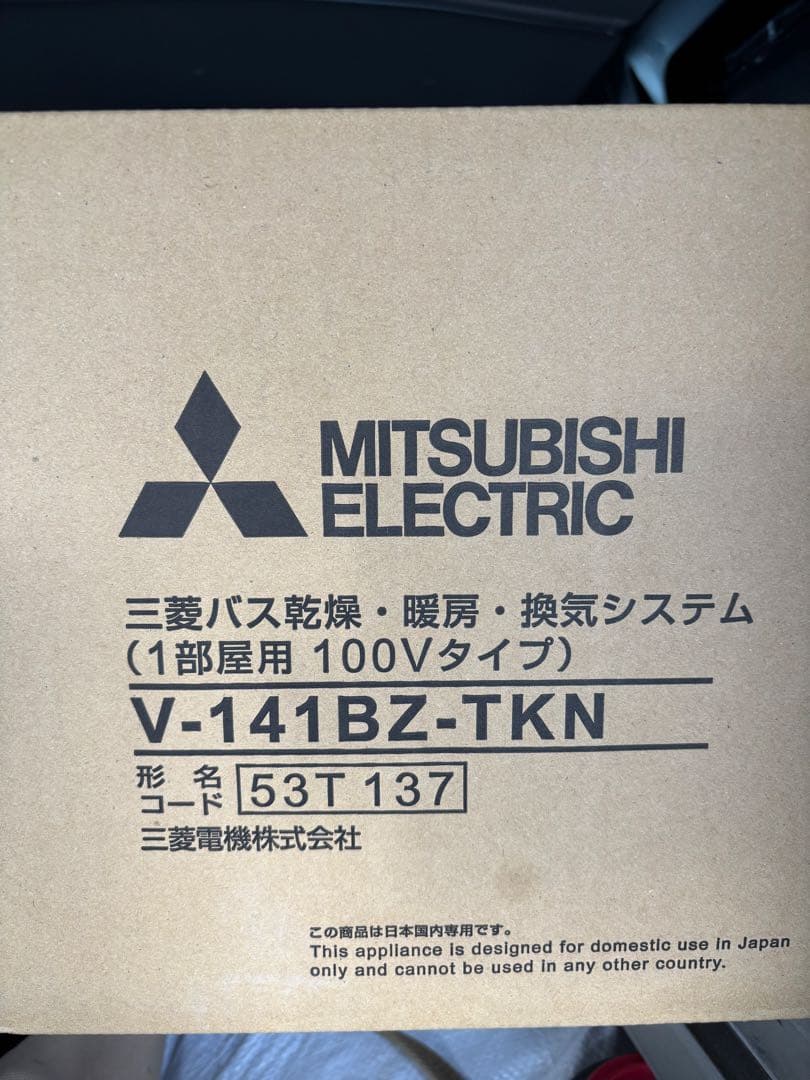 MITSUBISHI
ELECTRIC
三菱バス乾燥・暖房・換気システム
（1部屋用 100Vタイプ）
V-141BZ-TKN
形 名
コード 53T 137
三菱電機株式会社
この商品は日本国内専用です。
This appliance is designed for domestic use in Japan
only and cannot be used in any other country.